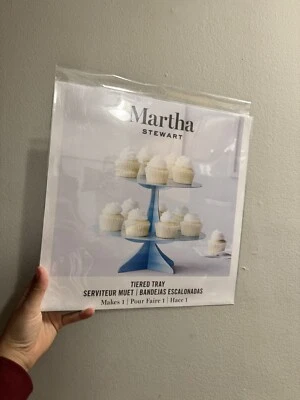 Martha
STEWART
TIERED TRAY
SERVITEUR MUET | BANDEJAS ESCALONADAS
Makes 1 | Pour Faire 1 | Hace 1